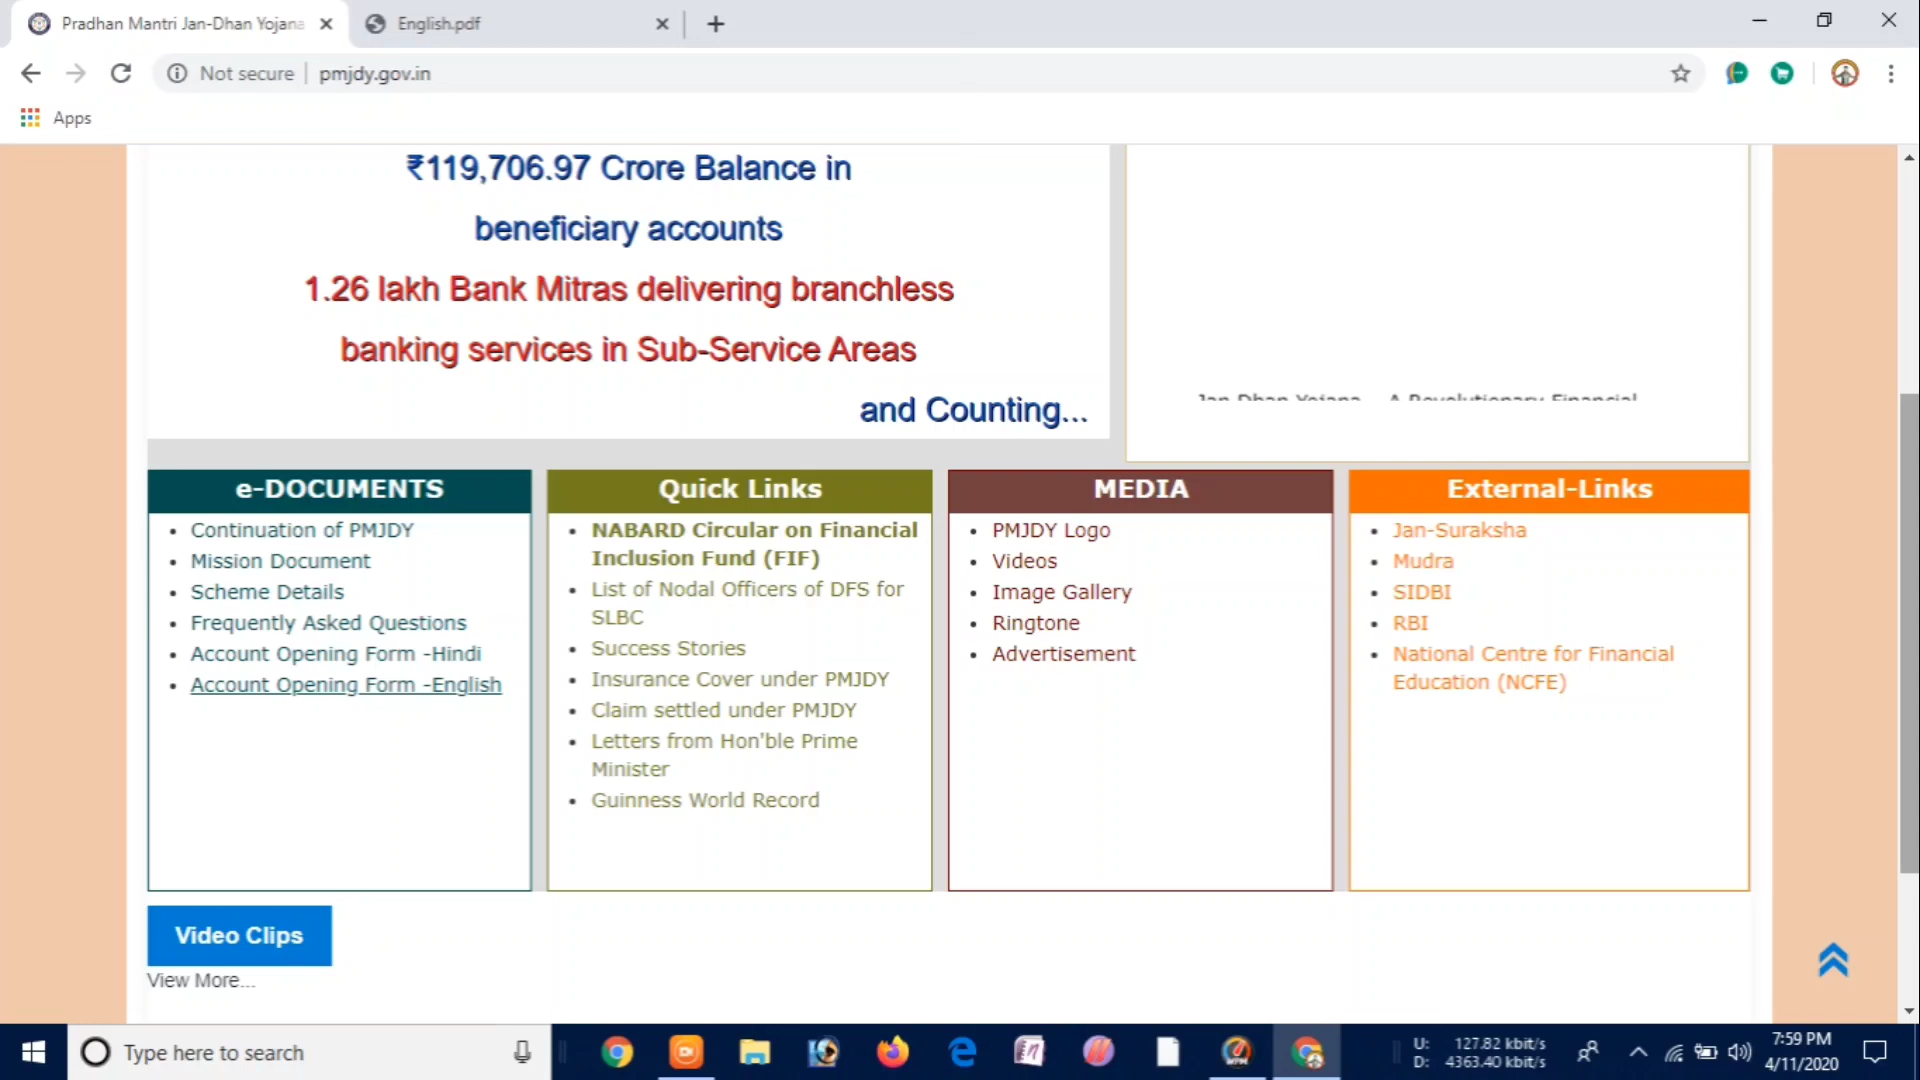 Pradhan Mantri Jan-Dhan Yojana
English.pdf
Not secure
pmjdy.gov.in
Apps
₹119,706.97 Crore Balance in
beneficiary accounts
1.26 lakh Bank Mitras delivering branchless
banking services in Sub-Service Areas
and Counting...
Jan Dhan Yojana - A Revolutionary Financial
e-DOCUMENTS
Continuation of PMJDY
Mission Document
Scheme Details
Frequently Asked Questions
Account Opening Form -Hindi
Account Opening Form -English
Quick Links
NABARD Circular on Financial
Inclusion Fund (FIF)
List of Nodal Officers of DFS for
SLBC
Success Stories
Insurance Cover under PMJDY
Claim settled under PMJDY
Letters from Hon'ble Prime
Minister
Guinness World Record
MEDIA
PMJDY Logo
Videos
Image Gallery
Ringtone
Advertisement
External-Links
Jan-Suraksha
Mudra
SIDBI
RBI
National Centre for Financial
Education (NCFE)
Video Clips
View More...
Type here to search
U: 127.82 kbit/s
D: 4363.40 kbit/s
7:59 PM
4/11/2020